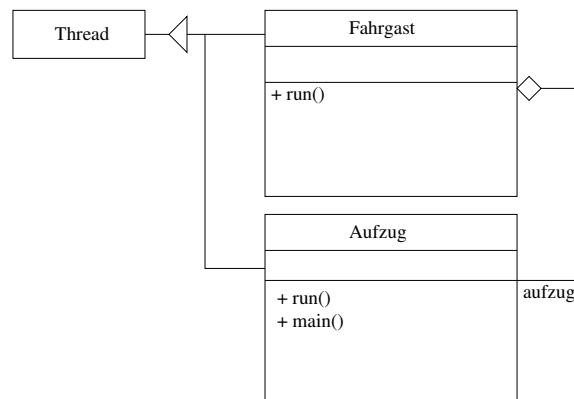 Thread
Fahrgast
+ run()
Aufzug
+ run()
+ main()
aufzug